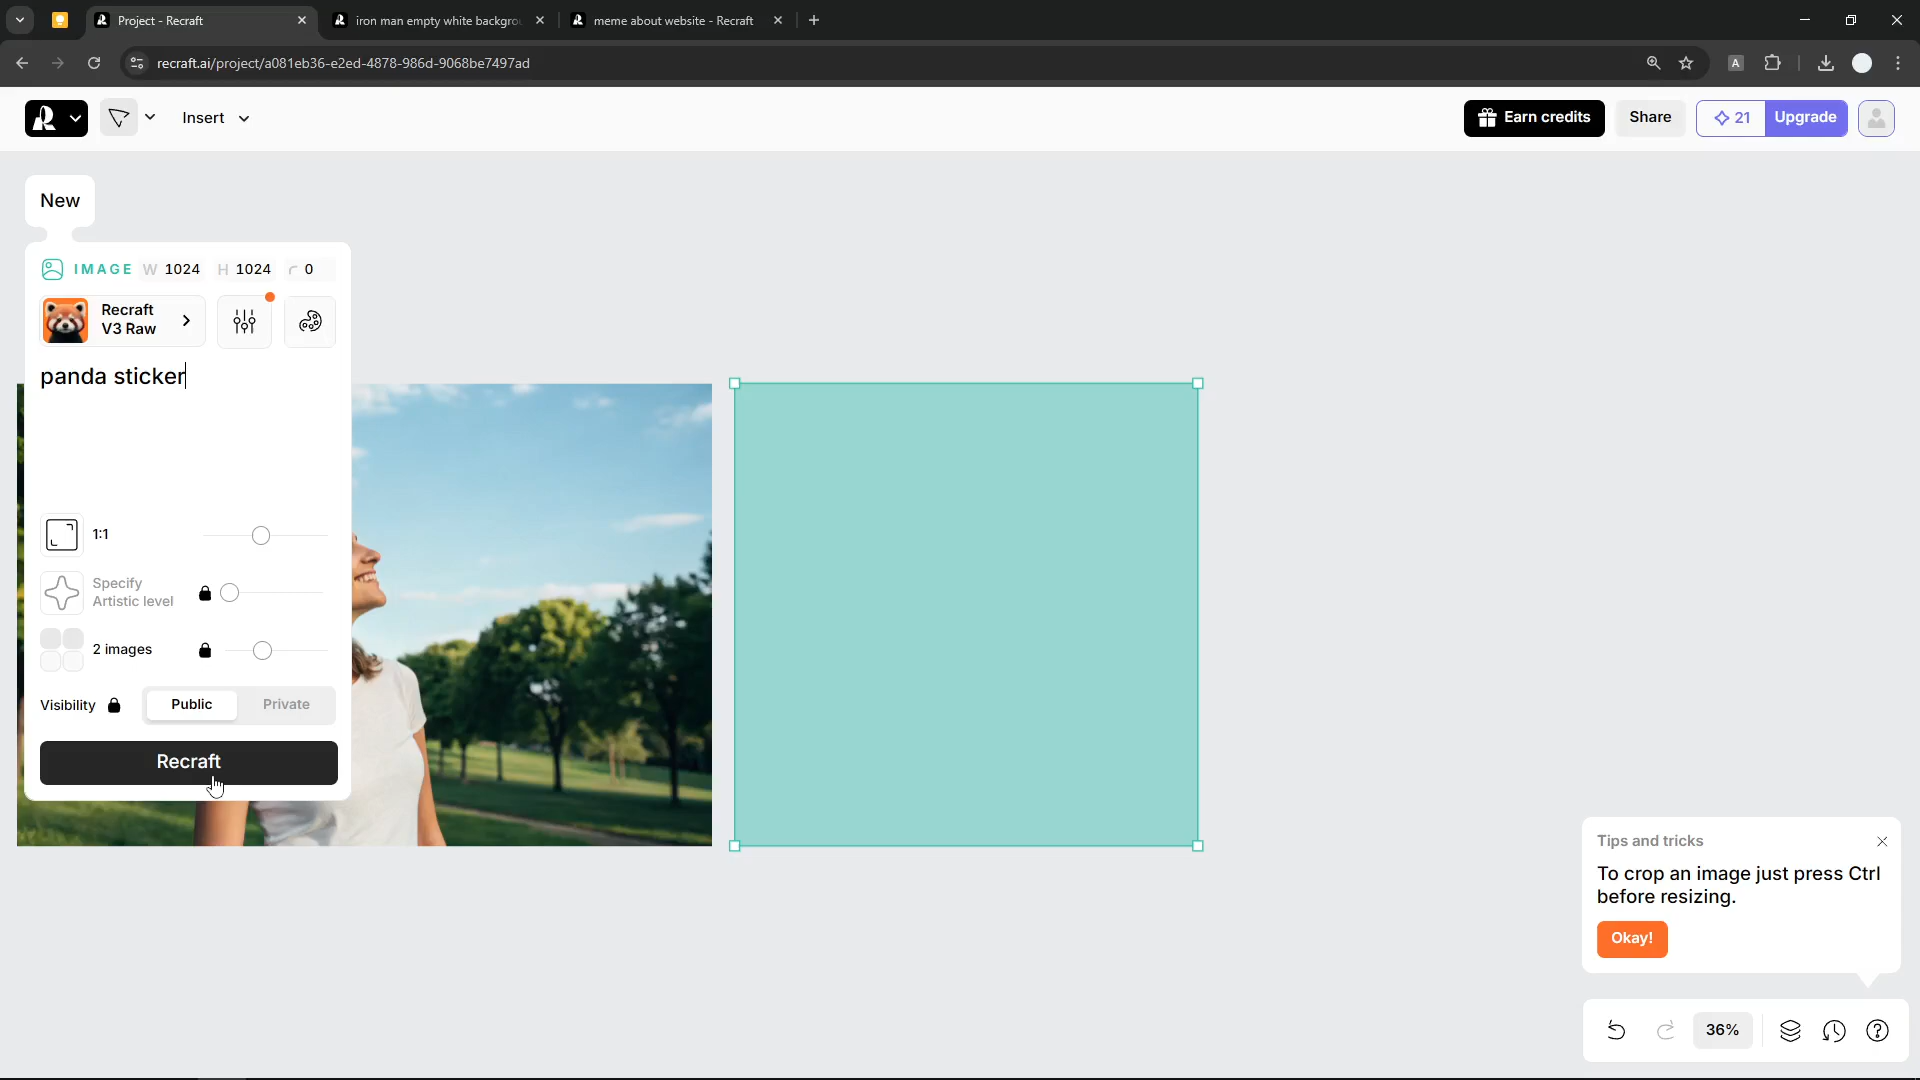 Project - Recraft
iron man empty white backgrou
meme about website - Recraft
recraft.ai/project/a081eb36-e2ed-4878-986d-9068be7497ad
A
Insert
Earn credits
Share
21
Upgrade
New
IMAGE W 1024 H 1024 0
Recraft
V3 Raw
panda sticker
1:1
Specify
Artistic level
2 images
Visibility
Public
Private
Recraft
Tips and tricks
To crop an image just press Ctrl
before resizing.
Okay!
36%